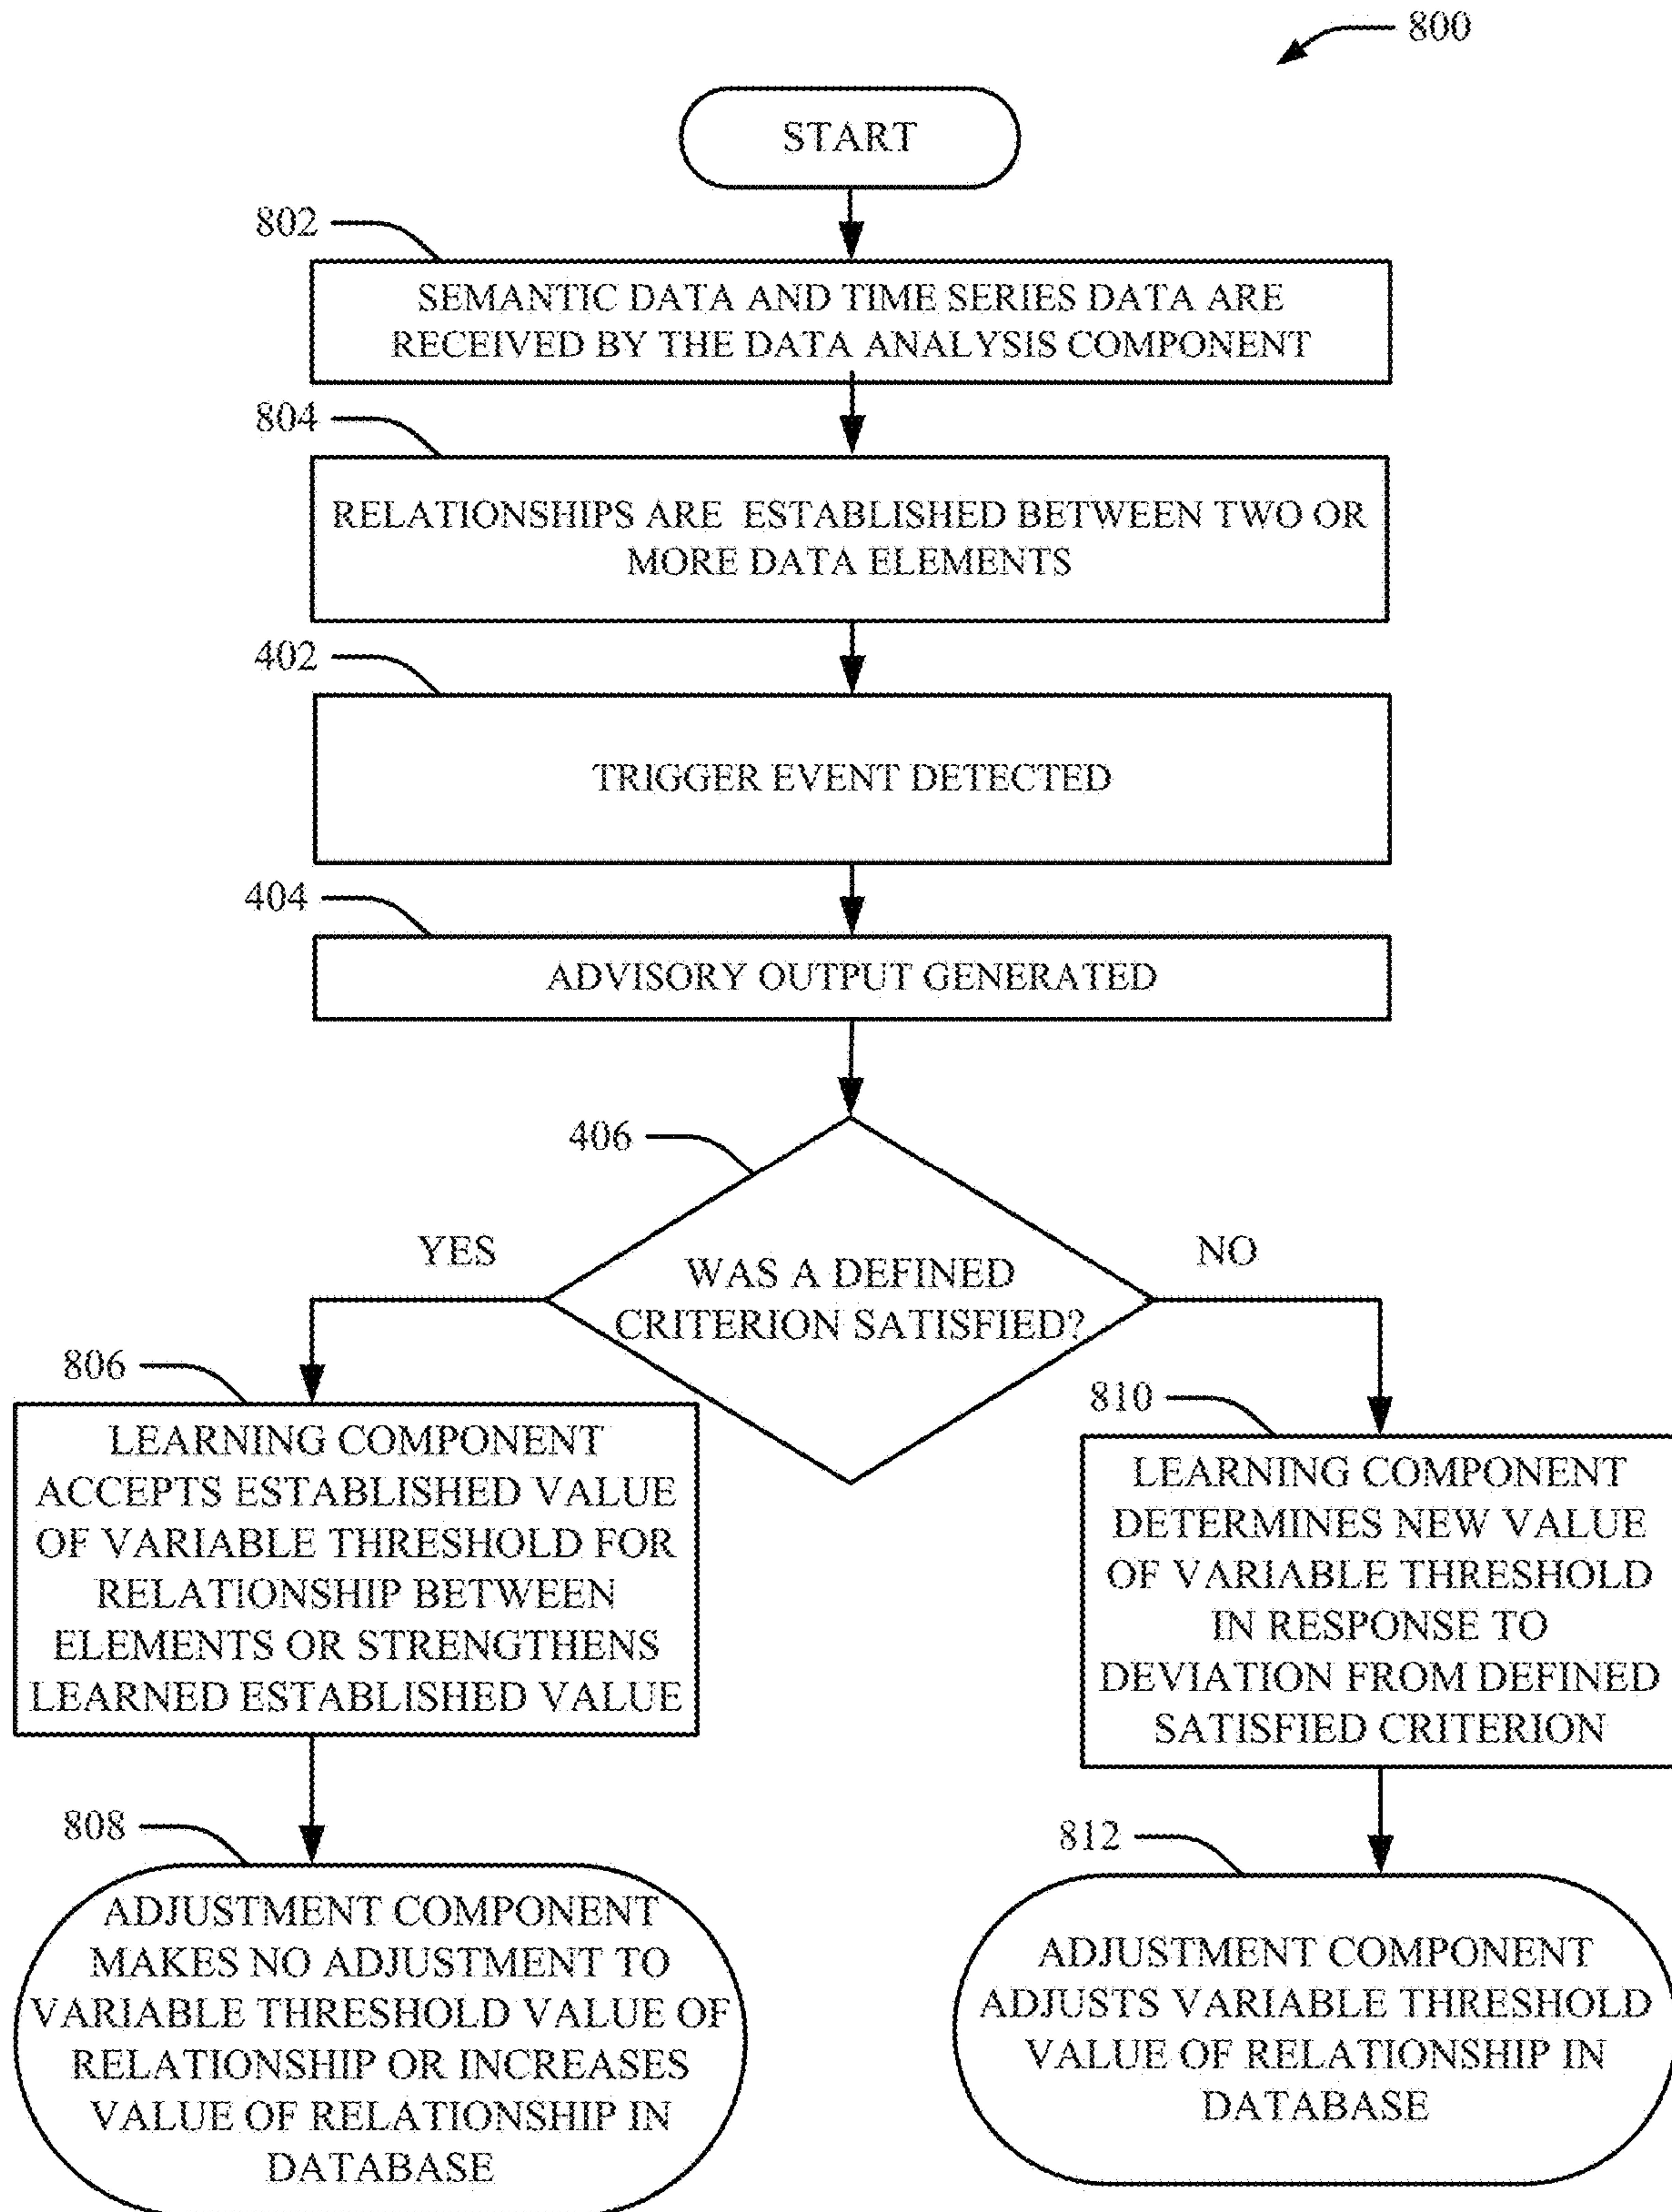 800
START
802
SEMANTIC DATA AND TIME SERIES DATA ARE
RECEIVED BY THE DATA ANALYSIS COMPONENT
804
RELATIONSHIPS ARE ESTABLISHED BETWEEN TWO OR
MORE DATA ELEMENTS
402
TRIGGER EVENT DETECTED
404
ADVISORY OUTPUT GENERATED
406
YES
NO
WAS A DEFINED
CRITERION SATISFIED?
806
LEARNING COMPONENT
ACCEPTS ESTABLISHED VALUE
OF VARIABLE THRESHOLD FOR
RELATIONSHIP BETWEEN
ELEMENTS OR STRENGTHENS
LEARNED ESTABLISHED VALUE
810
LEARNING COMPONENT
DETERMINES NEW VALUE
OF VARIABLE THRESHOLD
IN RESPONSE TO
DEVIATION FROM DEFINED
SATISFIED CRITERION
808
ADJUSTMENT COMPONENT
MAKES NO ADJUSTMENT TO
VARIABLE THRESHOLD VALUE OF
RELATIONSHIP OR INCREASES
VALUE OF RELATIONSHIP IN
DATABASE
812
ADJUSTMENT COMPONENT
ADJUSTS VARIABLE THRESHOLD
VALUE OF RELATIONSHIP IN
DATABASE